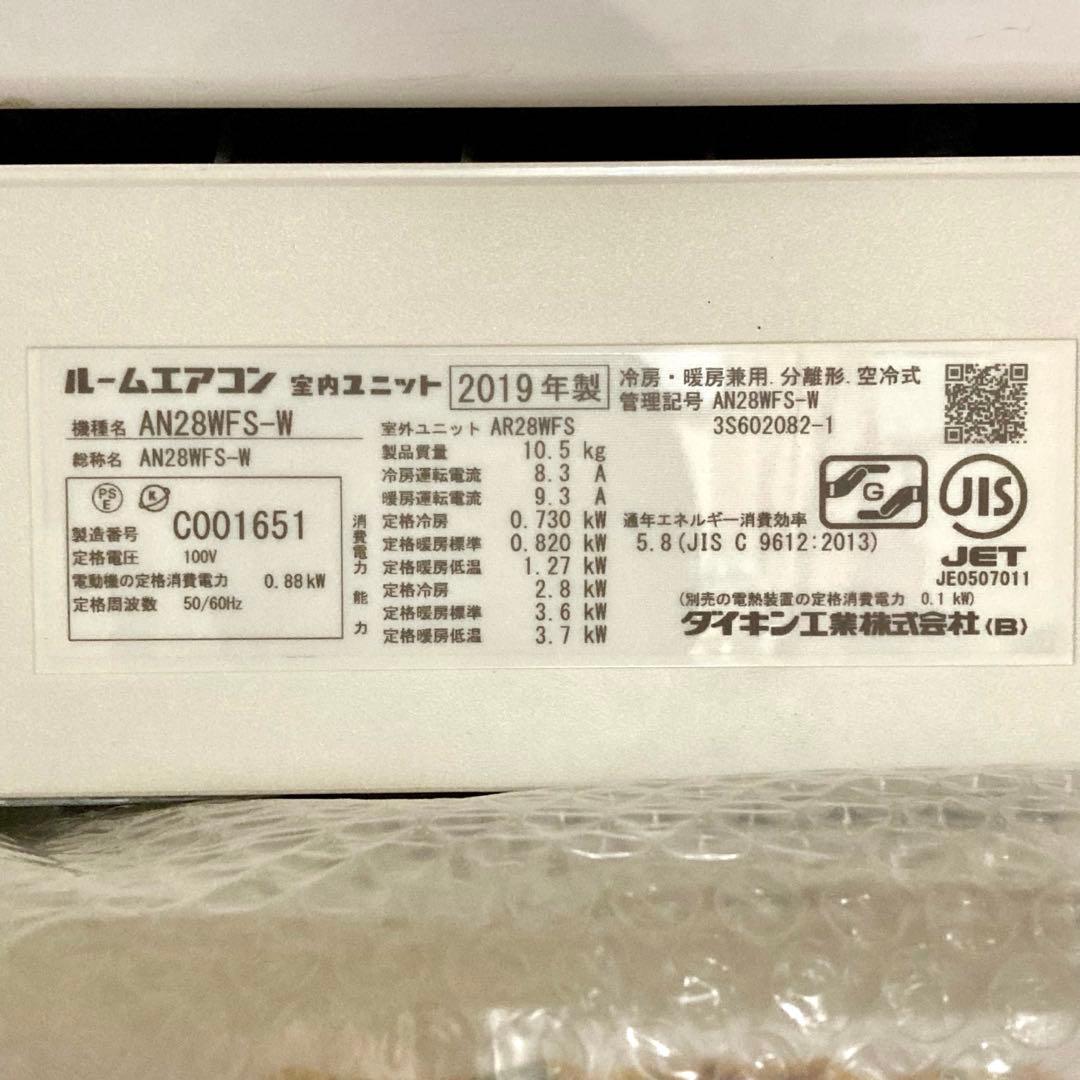 ルームエアコン 室内ユニット 2019年製
冷房・暖房兼用.分離形.空冷式
機種名 AN28WFS-W
総称名 AN28WFS-W
管理記号 AN28WFS-W
3S602082-1
室外ユニット AR28WFS
製品質量 10.5 kg
冷房運転電流 8.3 A
暖房運転電流 9.3 A
消費電力
定格冷房 0.730 kW
定格暖房標準 0.820 kW
定格暖房低温 1.27 kW
能力
定格冷房 2.8 kW
定格暖房標準 3.6 kW
定格暖房低温 3.7 kW
PS
E
K
製造番号 C001651
定格電圧 100V
電動機の定格消費電力 0.88kW
定格周波数 50/60Hz
通年エネルギー消費効率
5.8(JIS C 9612:2013)
G
JIS
JET
JE0507011
(別売の電熱装置の定格消費電力 0.1 kW)
ダイキン工業株式会社(B)